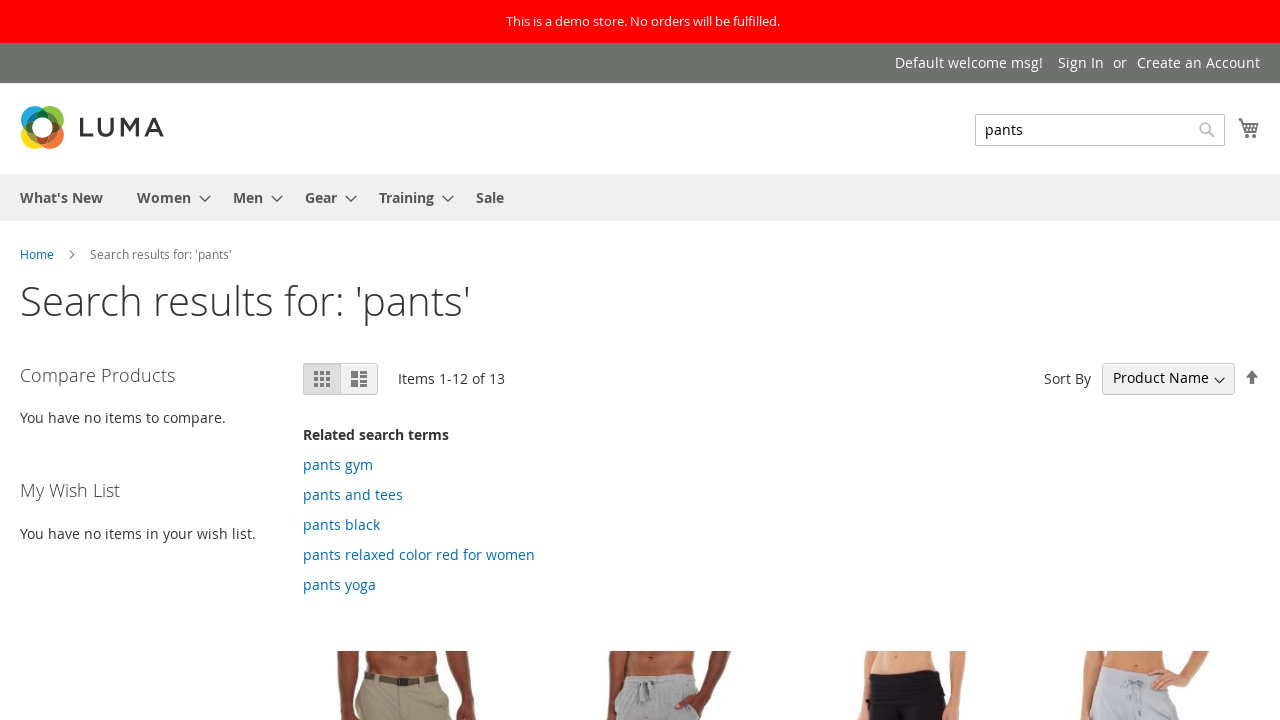 This is a demo store. No orders will be fulfilled.
Default welcome msg! Sign In or Create an Account
LUMA
pants
What's New Women Men Gear Training Sale
Home Search results for: 'pants'
Search results for: 'pants'
Compare Products
You have no items to compare.
My Wish List
You have no items in your wish list.
Items 1-12 of 13
Sort By Product Name
Related search terms
pants gym
pants and tees
pants black
pants relaxed color red for women
pants yoga